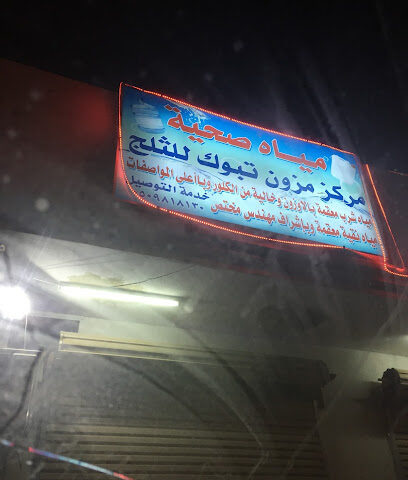 مياه صحية
مركز مزون تبوك للثلج
مياه شرب معقمة بالأوزون وخالية من الكلور وبأعلى المواصفات
مياه نقية معقمة وبإشراف مهندس مختص
خدمة التوصيل